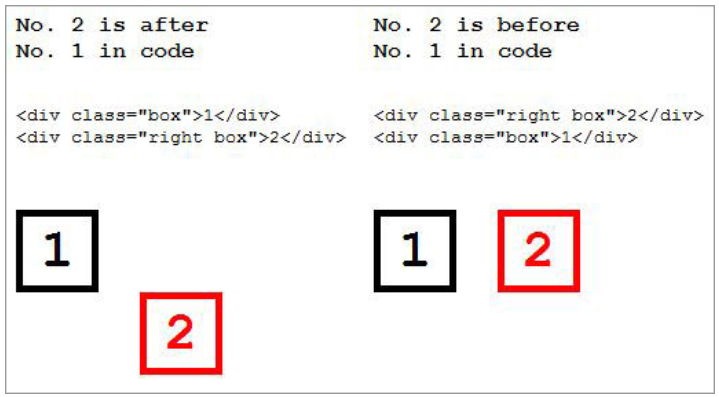 No. 2 is after
No. 1 in code
<div class="box">1</div>
<div class="right box">2</div>
1
2
No. 2 is before
No. 1 in code
<div class="right box">2</div>
<div class="box">1</div>
1 2